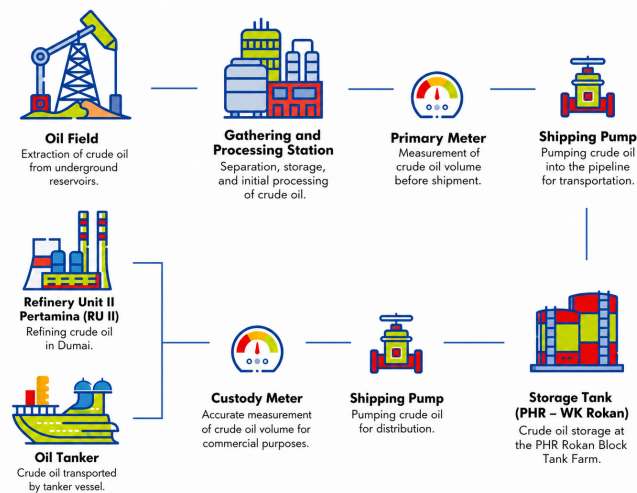 Oil Field
Extraction of crude oil
from underground
reservoirs.
Gathering and
Processing Station
Separation, storage,
and initial processing
of crude oil.
Primary Meter
Measurement of
crude oil volume
before shipment.
Shipping Pump
Pumping crude oil
into the pipeline
for transportation.
Refinery Unit II
Pertamina (RU II)
Refining crude oil
in Dumai.
Oil Tanker
Crude oil transported
by tanker vessel.
Custody Meter
Accurate measurement
of crude oil volume for
commercial purposes.
Shipping Pump
Pumping crude oil
for distribution.
Storage Tank
(PHR – WK Rokan)
Crude oil storage at
the PHR Rokan Block
Tank Farm.